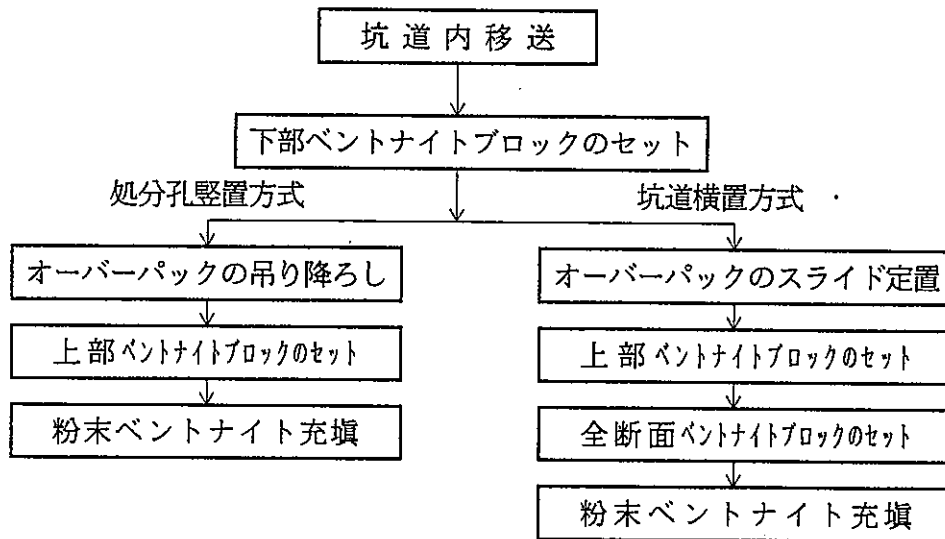 坑道内移送
下部ベントナイトブロックのセット
処分孔竪置方式
坑道横置方式
オーバーパックの吊り降ろし
オーバーパックのスライド定置
上部ベントナイトブロックのセット
上部ベントナイトブロックのセット
粉末ベントナイト充塡
全断面ベントナイトブロックのセット
粉末ベントナイト充塡